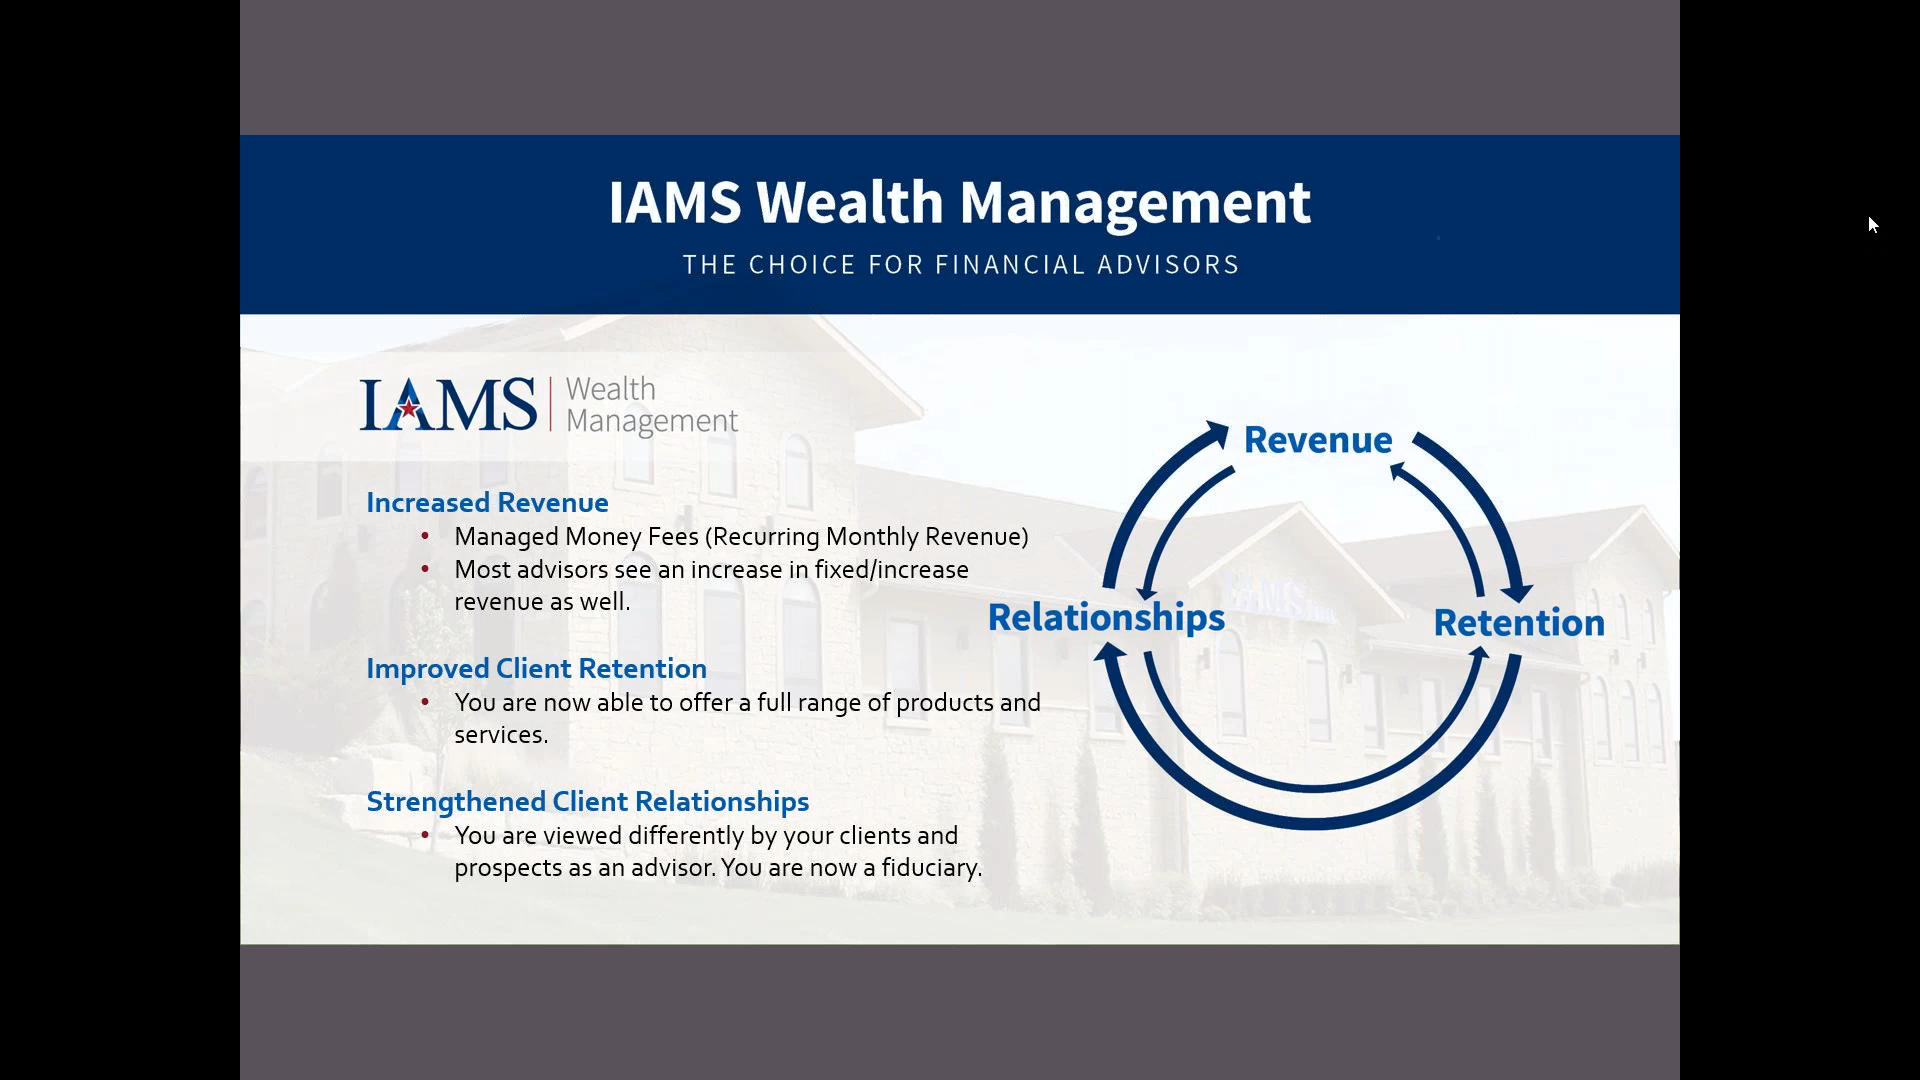 IAMS Wealth Management
THE CHOICE FOR FINANCIAL ADVISORS
IAMS Wealth
Management
Increased Revenue
• Managed Money Fees (Recurring Monthly Revenue)
• Most advisors see an increase in fixed/increase
revenue as well.
Improved Client Retention
• You are now able to offer a full range of products and
services.
Strengthened Client Relationships
• You are viewed differently by your clients and
prospects as an advisor. You are now a fiduciary.
Revenue
Relationships
Retention
IAMS